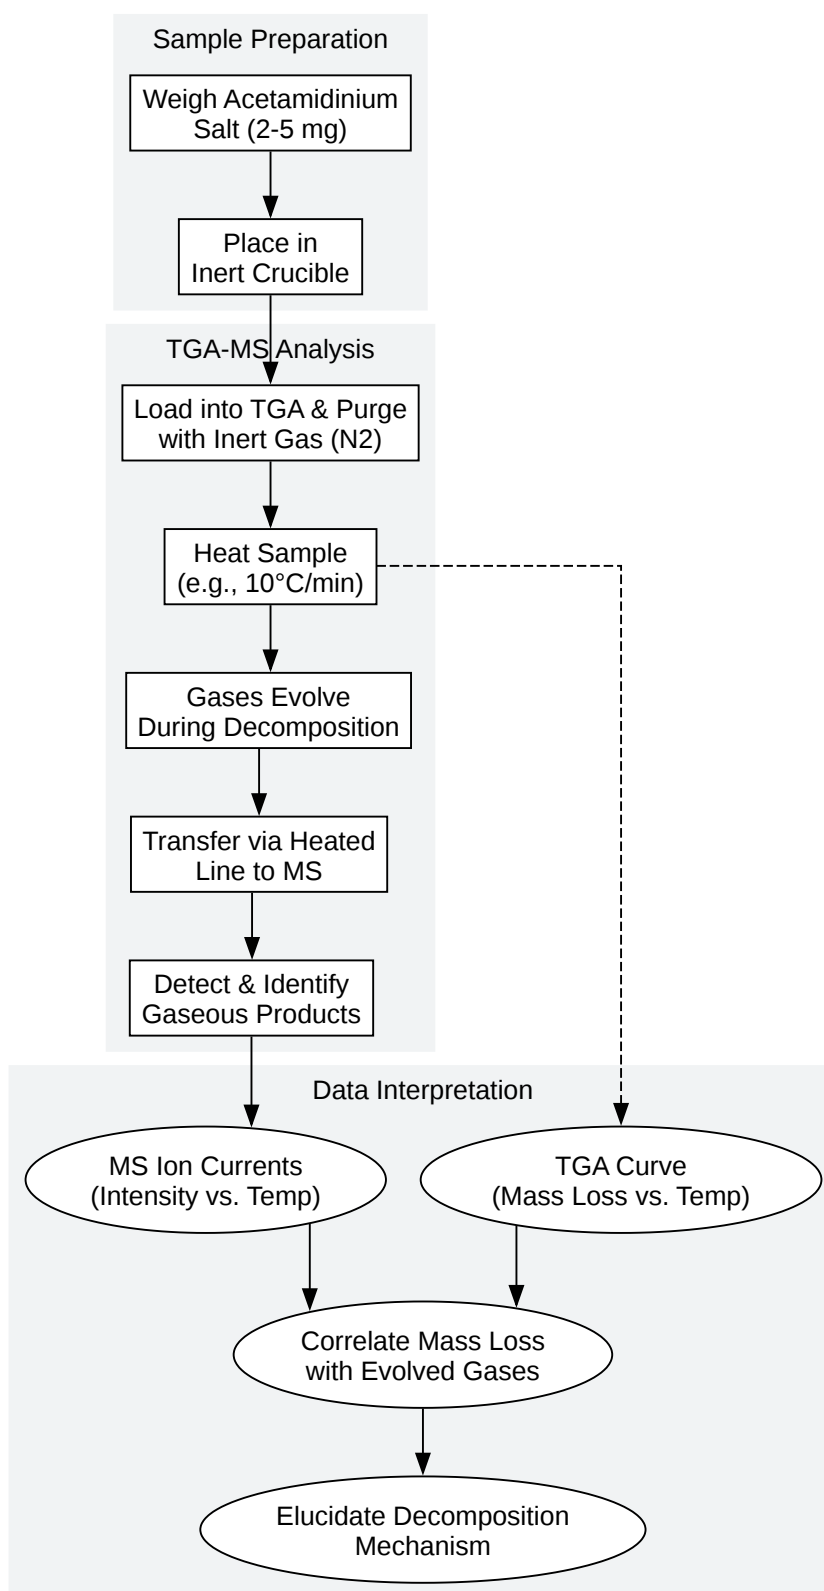 Sample Preparation
Weigh Acetamidinium
Salt (2-5 mg)
Place in
Inert Crucible
TGA-MS Analysis
Load into TGA & Purge
with Inert Gas (N2)
Heat Sample
(e.g., 10°C/min)
Gases Evolve
During Decomposition
Transfer via Heated
Line to MS
Detect & Identify
Gaseous Products
Data Interpretation
MS Ion Currents
(Intensity vs. Temp)
TGA Curve
(Mass Loss vs. Temp)
Correlate Mass Loss
with Evolved Gases
Elucidate Decomposition
Mechanism